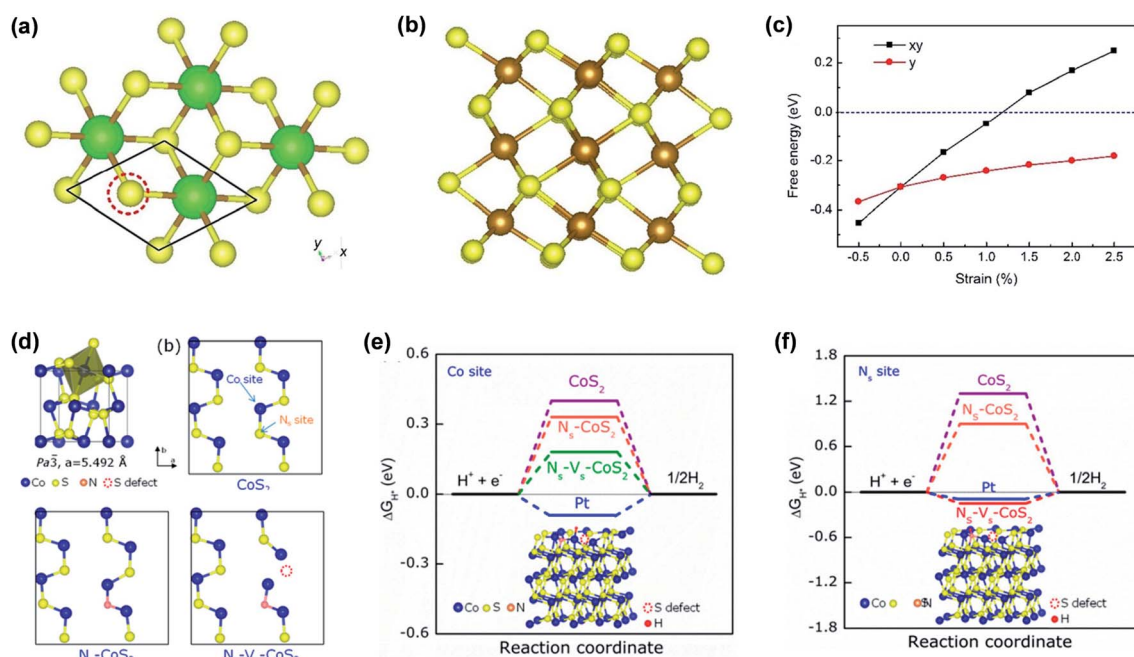 (a)
y
x
(b)
(c)
xy
y
Free energy (eV)
0.2
0.0
-0.2
-0.4
-0.5 0.0 0.5 1.0 1.5 2.0 2.5
Strain (%)
(d)
Pa3̅, a=5.492 Å
Co S N S defect
b
a
(b)
Co site
Nₛ site
CoS₂
Nₛ-CoS₂
Nₛ-Vₛ-CoS₂
(e)
Co site
CoS₂
Nₛ-CoS₂
Nₛ-Vₛ-CoS₂
Pt
H⁺ + e⁻
1/2H₂
ΔG_H* (eV)
0.6
0.3
0.0
-0.3
-0.6
Co S N S defect
H
Reaction coordinate
(f)
Nₛ site
CoS₂
Nₛ-CoS₂
Pt
Nₛ-Vₛ-CoS₂
H⁺ + e⁻
1/2H₂
ΔG_H* (eV)
1.8
1.2
0.6
0.0
-0.6
-1.2
-1.8
Co S N S defect
H
Reaction coordinate